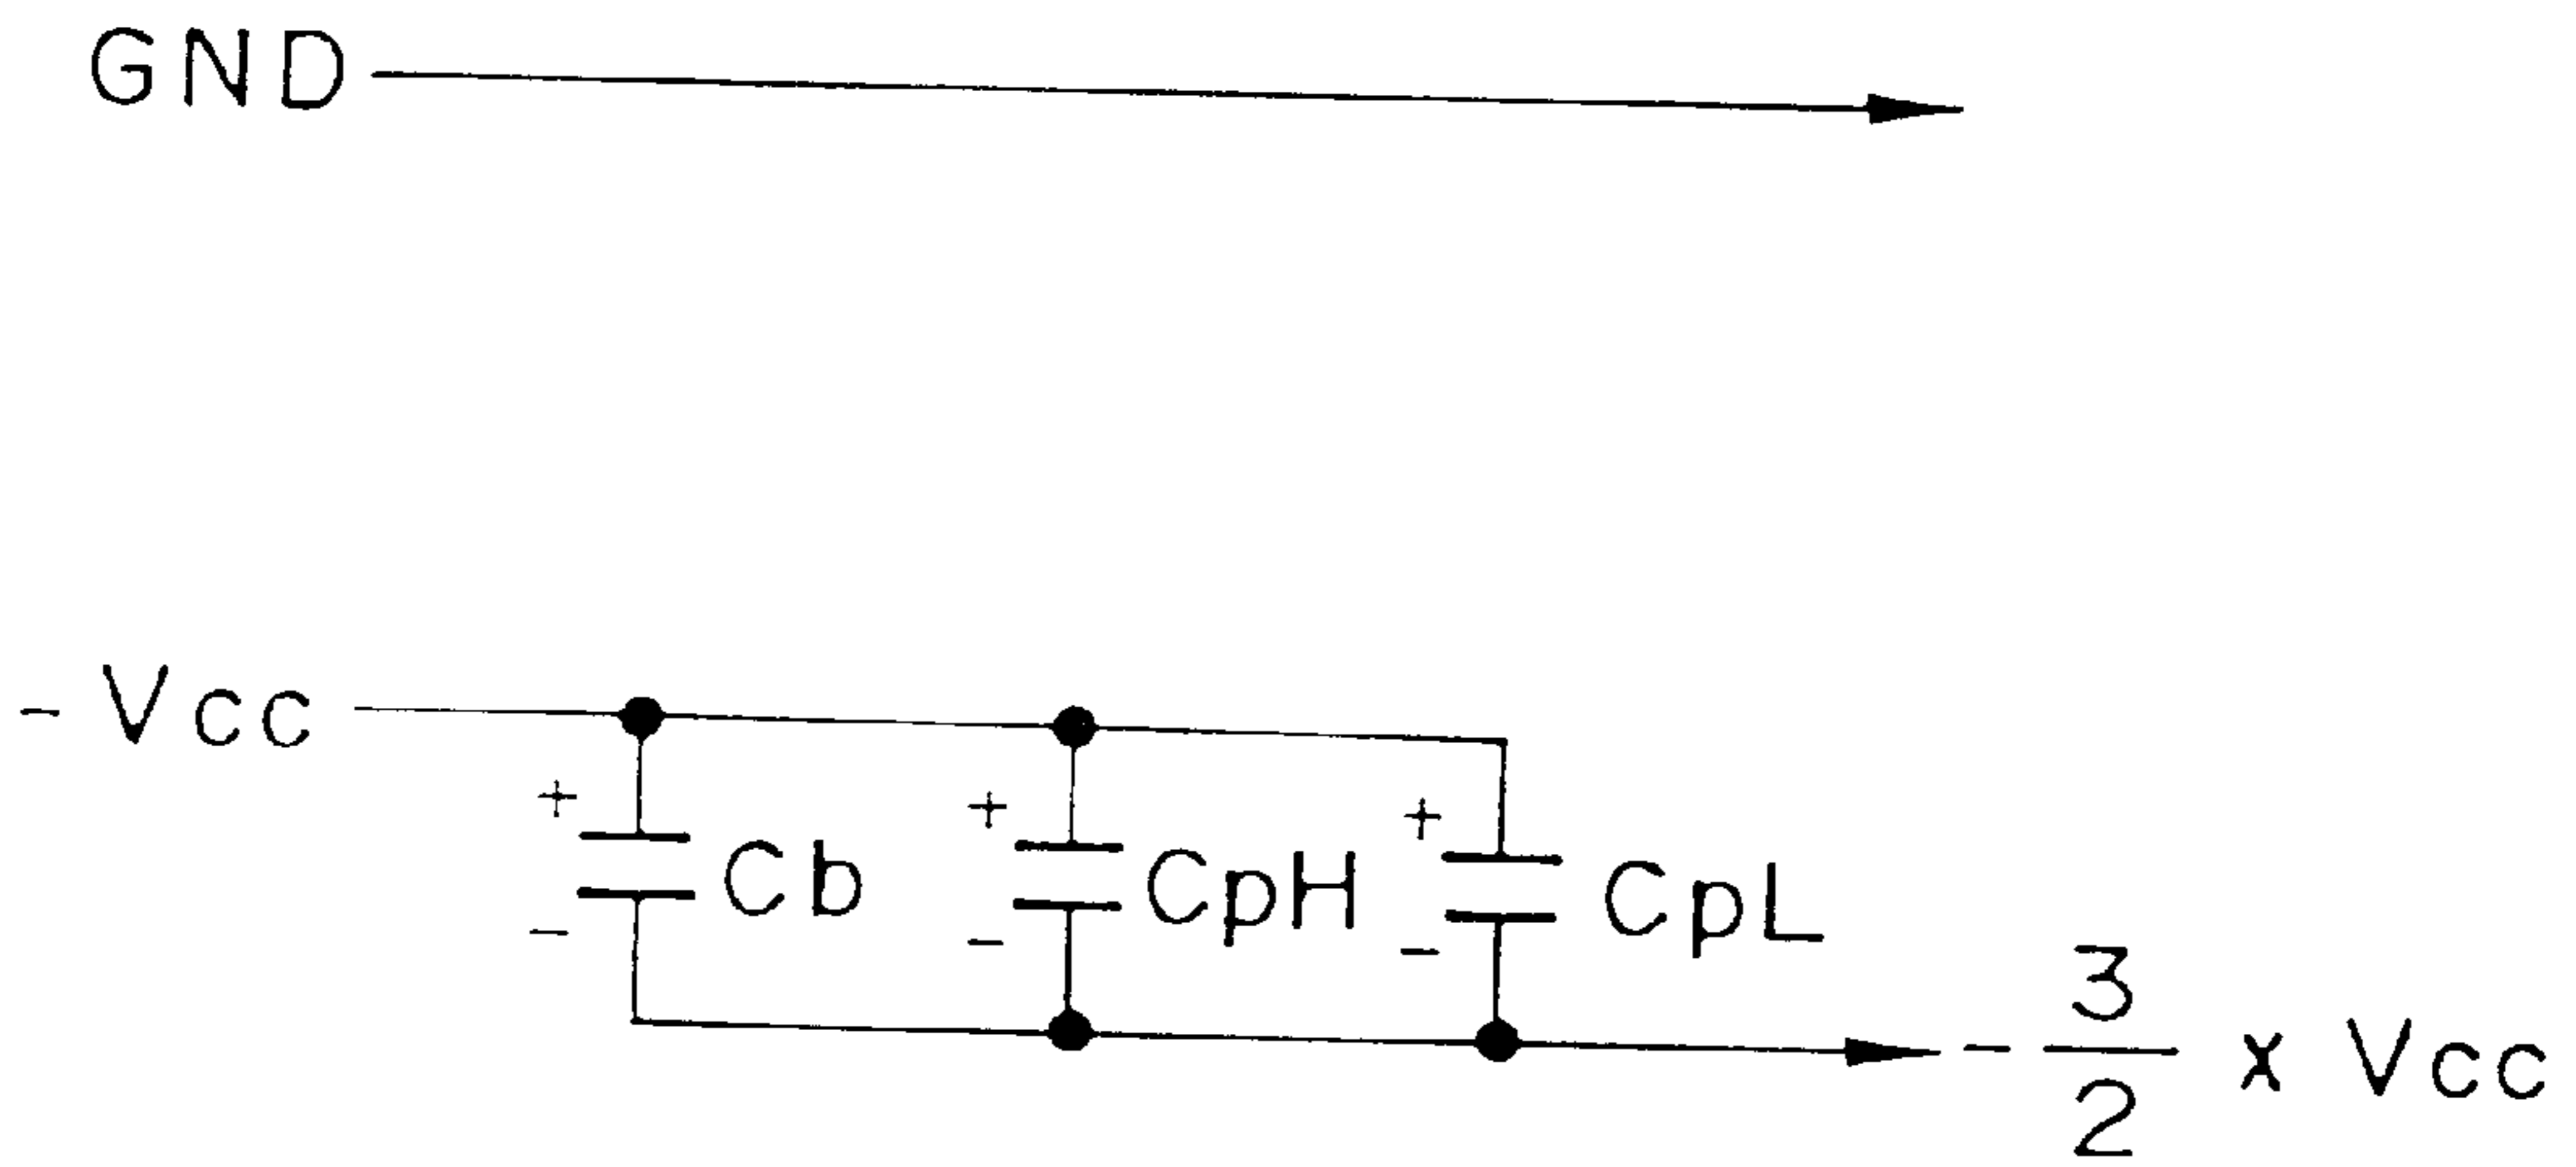 GND
- Vcc
+ + +
Cb CpH CpL
- - -
- 3/2 x Vcc